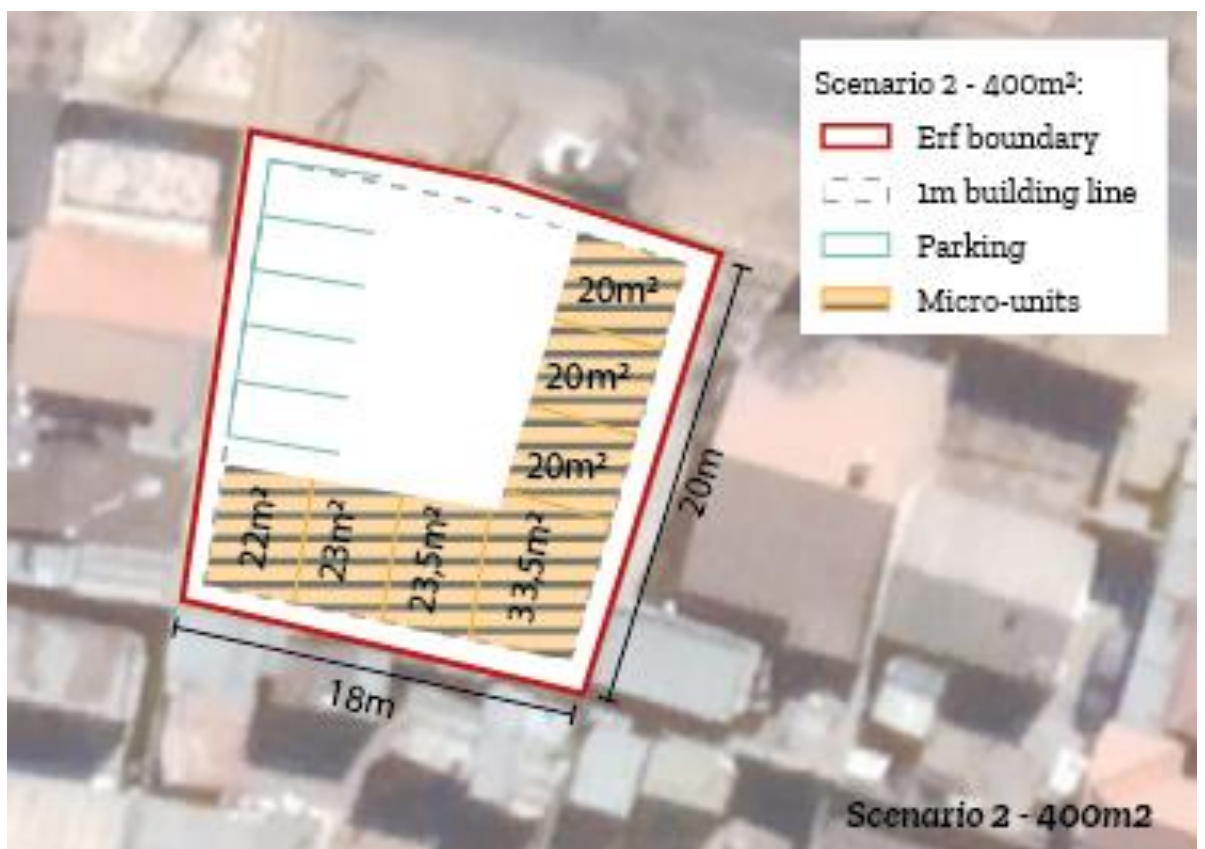 Scenario 2 - 400m²:
Erf boundary
1m building line
Parking
Micro-units
20m²
20m²
20m²
22m²
23m²
23,5m²
33.5m²
20m
18m
Scenario 2 - 400m2